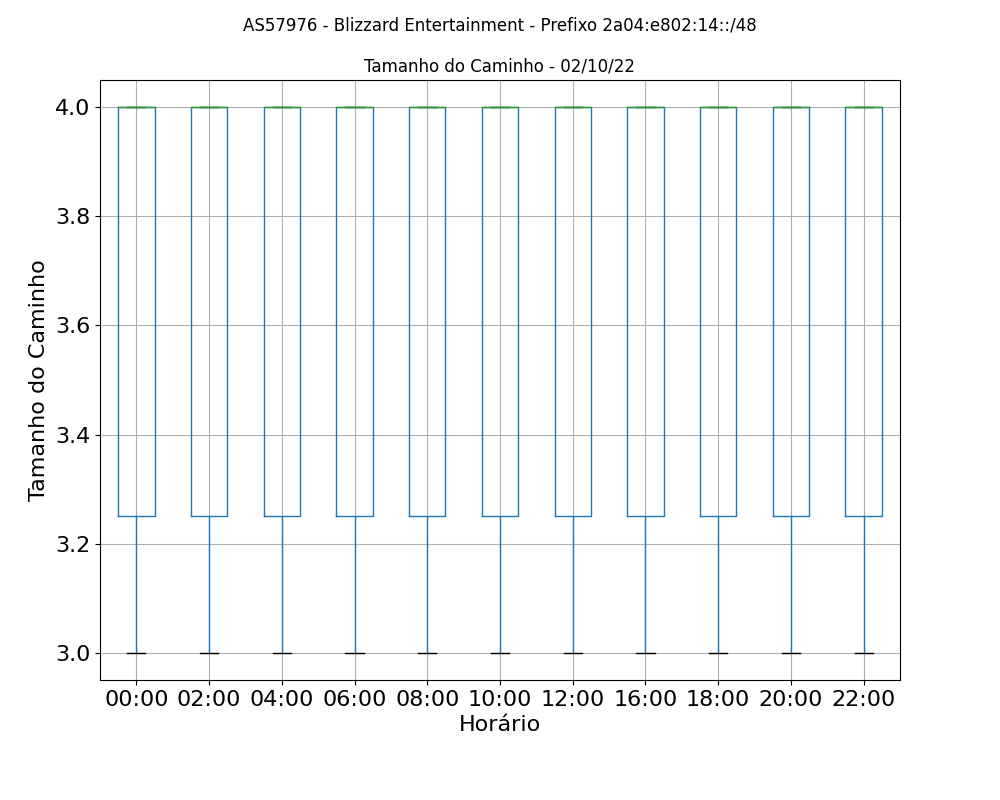 AS57976 - Blizzard Entertainment - Prefixo 2a04:e802:14::/48
Tamanho do Caminho - 02/10/22
4.0
3.8
3.6
3.4
3.2
3.0
Tamanho do Caminho
00:00 02:00 04:00 06:00 08:00 10:00 12:00 16:00 18:00 20:00 22:00
Horário